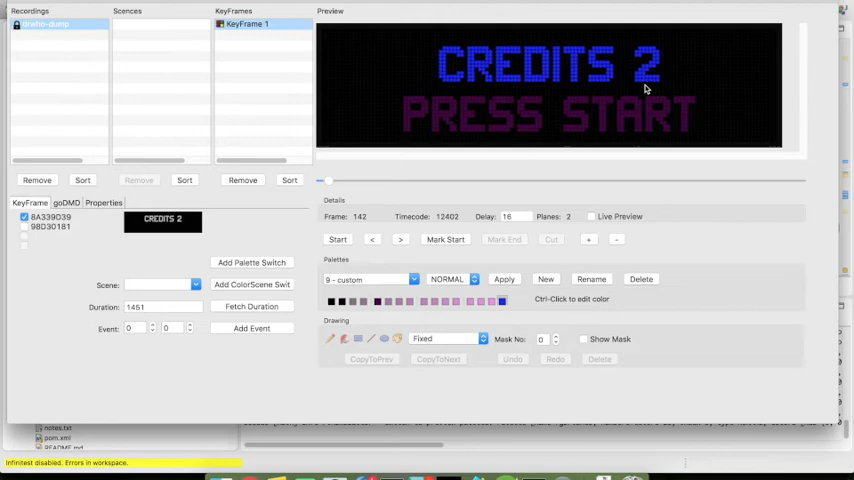 Recordings
Scences
KeyFrames
Preview
drwho-dump
KeyFrame 1
CREDITS 2
PRESS START
Remove
Sort
Remove
Sort
Remove
Sort
KeyFrame
goDMD
Properties
8A339D39
98D30181
CREDITS 2
Add Palette Switch
Scene:
Add ColorScene Swit
Duration:
1451
Fetch Duration
Event:
0
0
Add Event
Details
Frame: 142
Timecode: 12402
Delay: 16
Planes: 2
Live Preview
Start
<
>
Mark Start
Mark End
Cut
+
-
Palettes
9 - custom
NORMAL
Apply
New
Rename
Delete
Ctrl-Click to edit color
Drawing
Fixed
Mask No: 0
Show Mask
CopyToPrev
CopyToNext
Undo
Redo
Delete
notes.txt
pom.xml
README.md
Infinitest disabled. Errors in workspace.